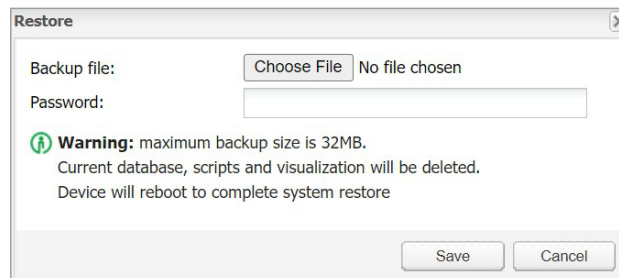 Restore
Backup file: Choose File No file chosen
Password:
Warning: maximum backup size is 32MB.
Current database, scripts and visualization will be deleted.
Device will reboot to complete system restore
Save Cancel